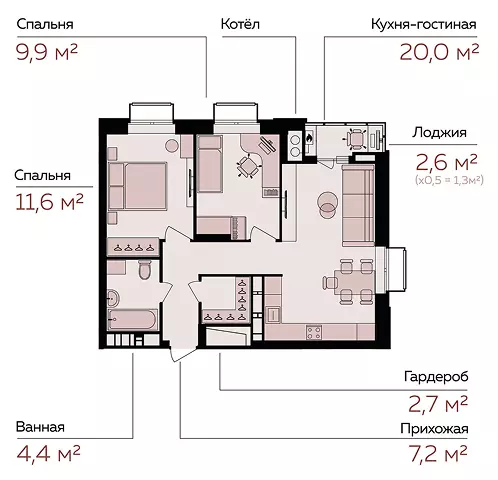 Спальня
9,9 м²
Котёл
Кухня-гостиная
20,0 м²
Лоджия
2,6 м²
(x0,5 = 1,3м²)
Спальня
11,6 м²
Гардероб
2,7 м²
Ванная
4,4 м²
Прихожая
7,2 м²